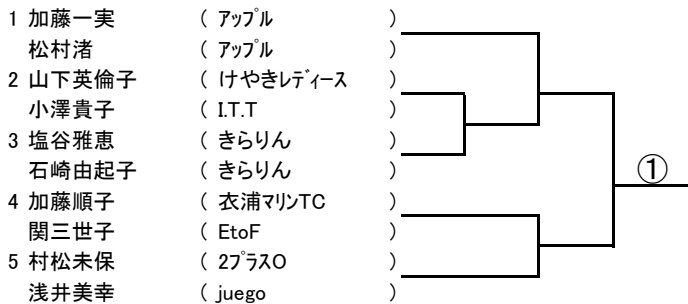 1 加藤一実 ( アップル )
松村渚 ( アップル )
2 山下英倫子 ( けやきレディース )
小澤貴子 ( I.T.T )
3 塩谷雅恵 ( きらりん )
石崎由起子 ( きらりん )
4 加藤順子 ( 衣浦マリンTC )
関三世子 ( EtoF )
5 村松未保 ( 2プラスO )
浅井美幸 ( juego )
①